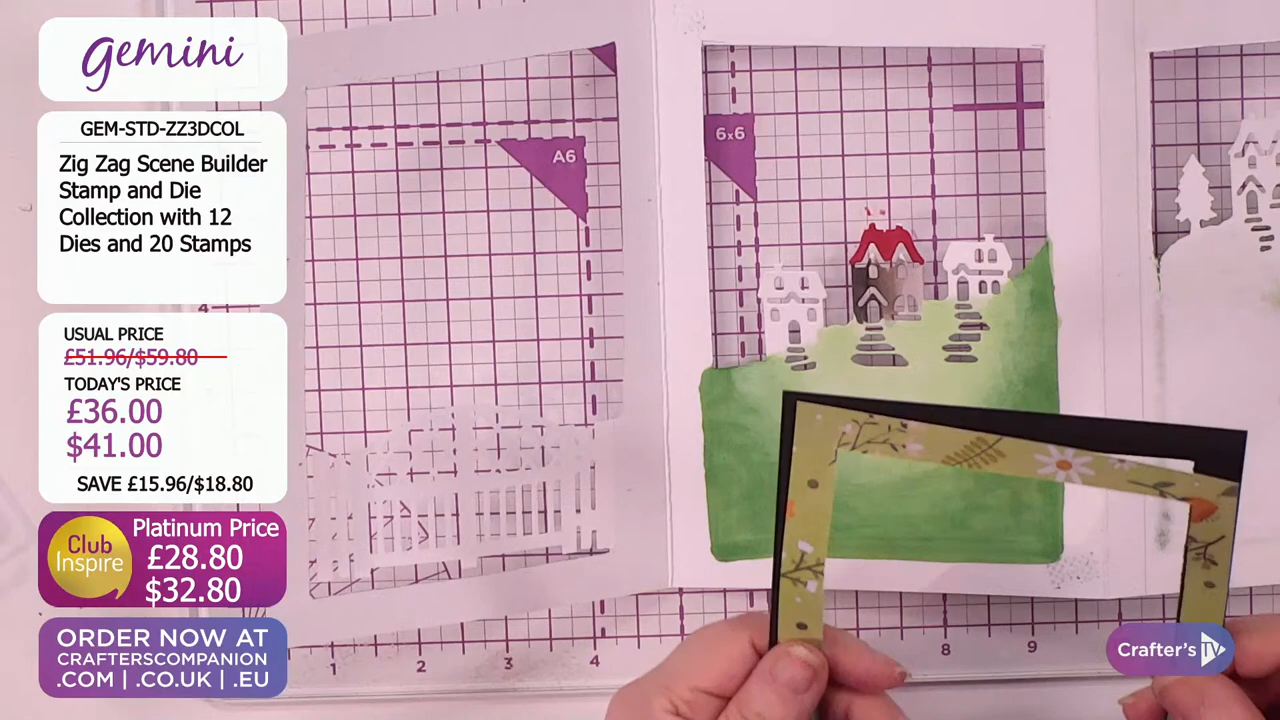 gemini
GEM-STD-ZZ3DCOL
Zig Zag Scene Builder
Stamp and Die
Collection with 12
Dies and 20 Stamps
USUAL PRICE
£51.96/$59.80
TODAY'S PRICE
£36.00
$41.00
SAVE £15.96/$18.80
Club
Inspire
Platinum Price
£28.80
$32.80
ORDER NOW AT
CRAFTERSCOMPANION
.COM | .CO.UK | .EU
A6
6x6
4
1
2
3
4
8
9
Crafter's TV